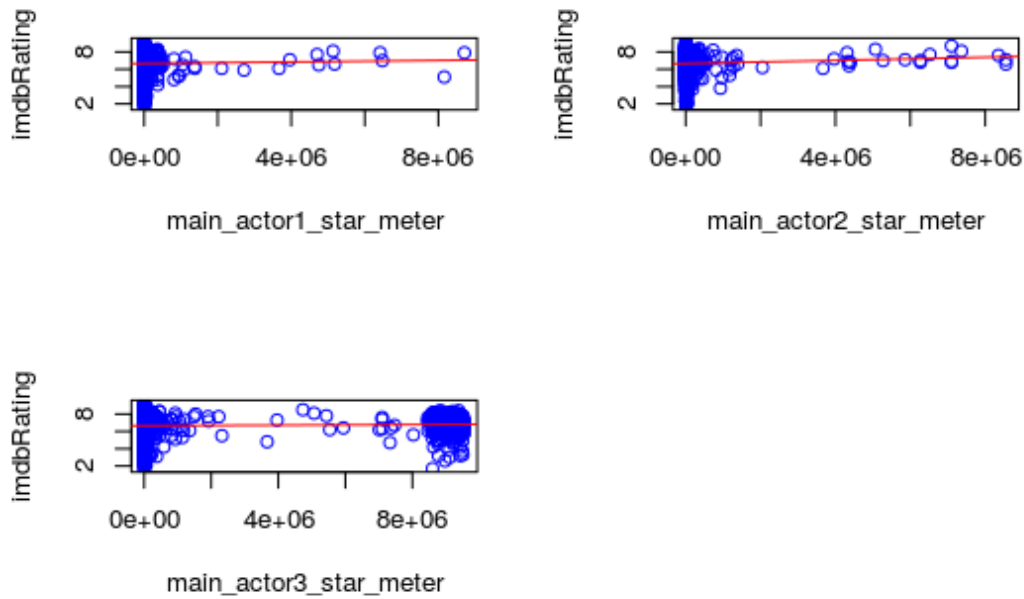 imdbRating
8
2
0e+00 4e+06 8e+06
main_actor1_star_meter
imdbRating
8
2
0e+00 4e+06 8e+06
main_actor2_star_meter
imdbRating
8
2
0e+00 4e+06 8e+06
main_actor3_star_meter